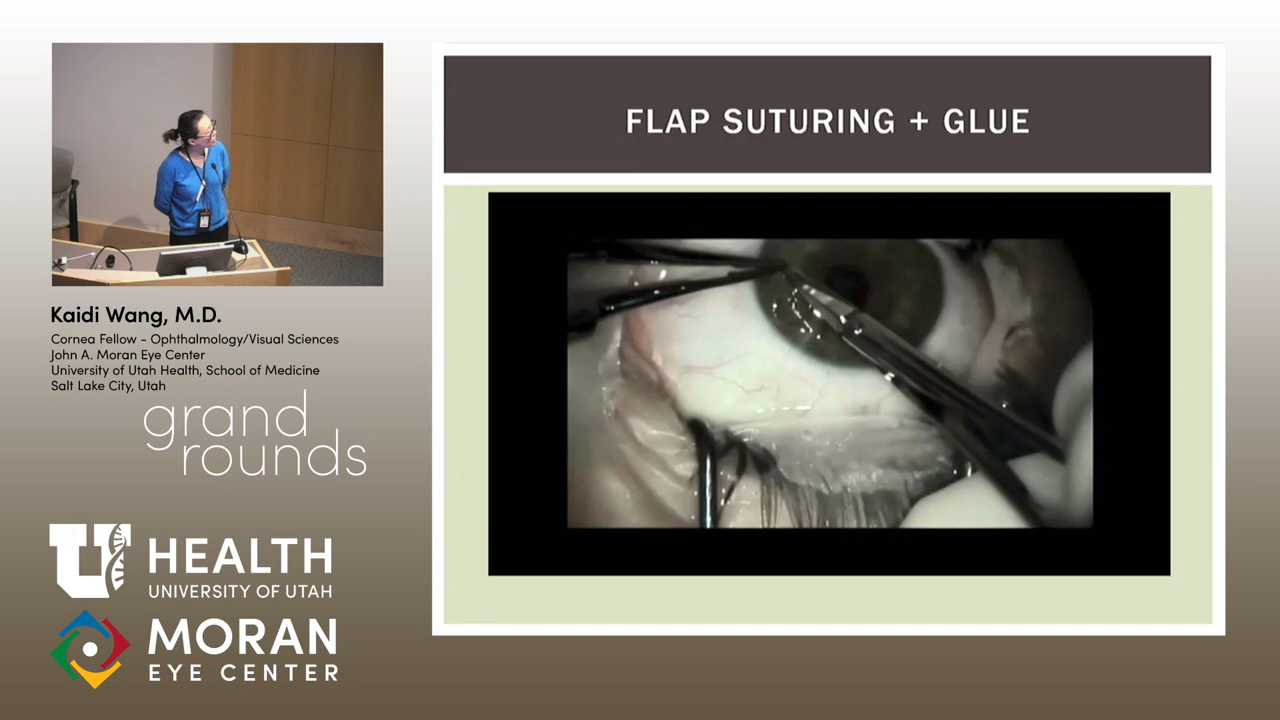 FLAP SUTURING + GLUE
Kaidi Wang, M.D.
Cornea Fellow - Ophthalmology/Visual Sciences
John A. Moran Eye Center
University of Utah Health, School of Medicine
Salt Lake City, Utah
grand
rounds
U HEALTH
UNIVERSITY OF UTAH
MORAN
EYE CENTER